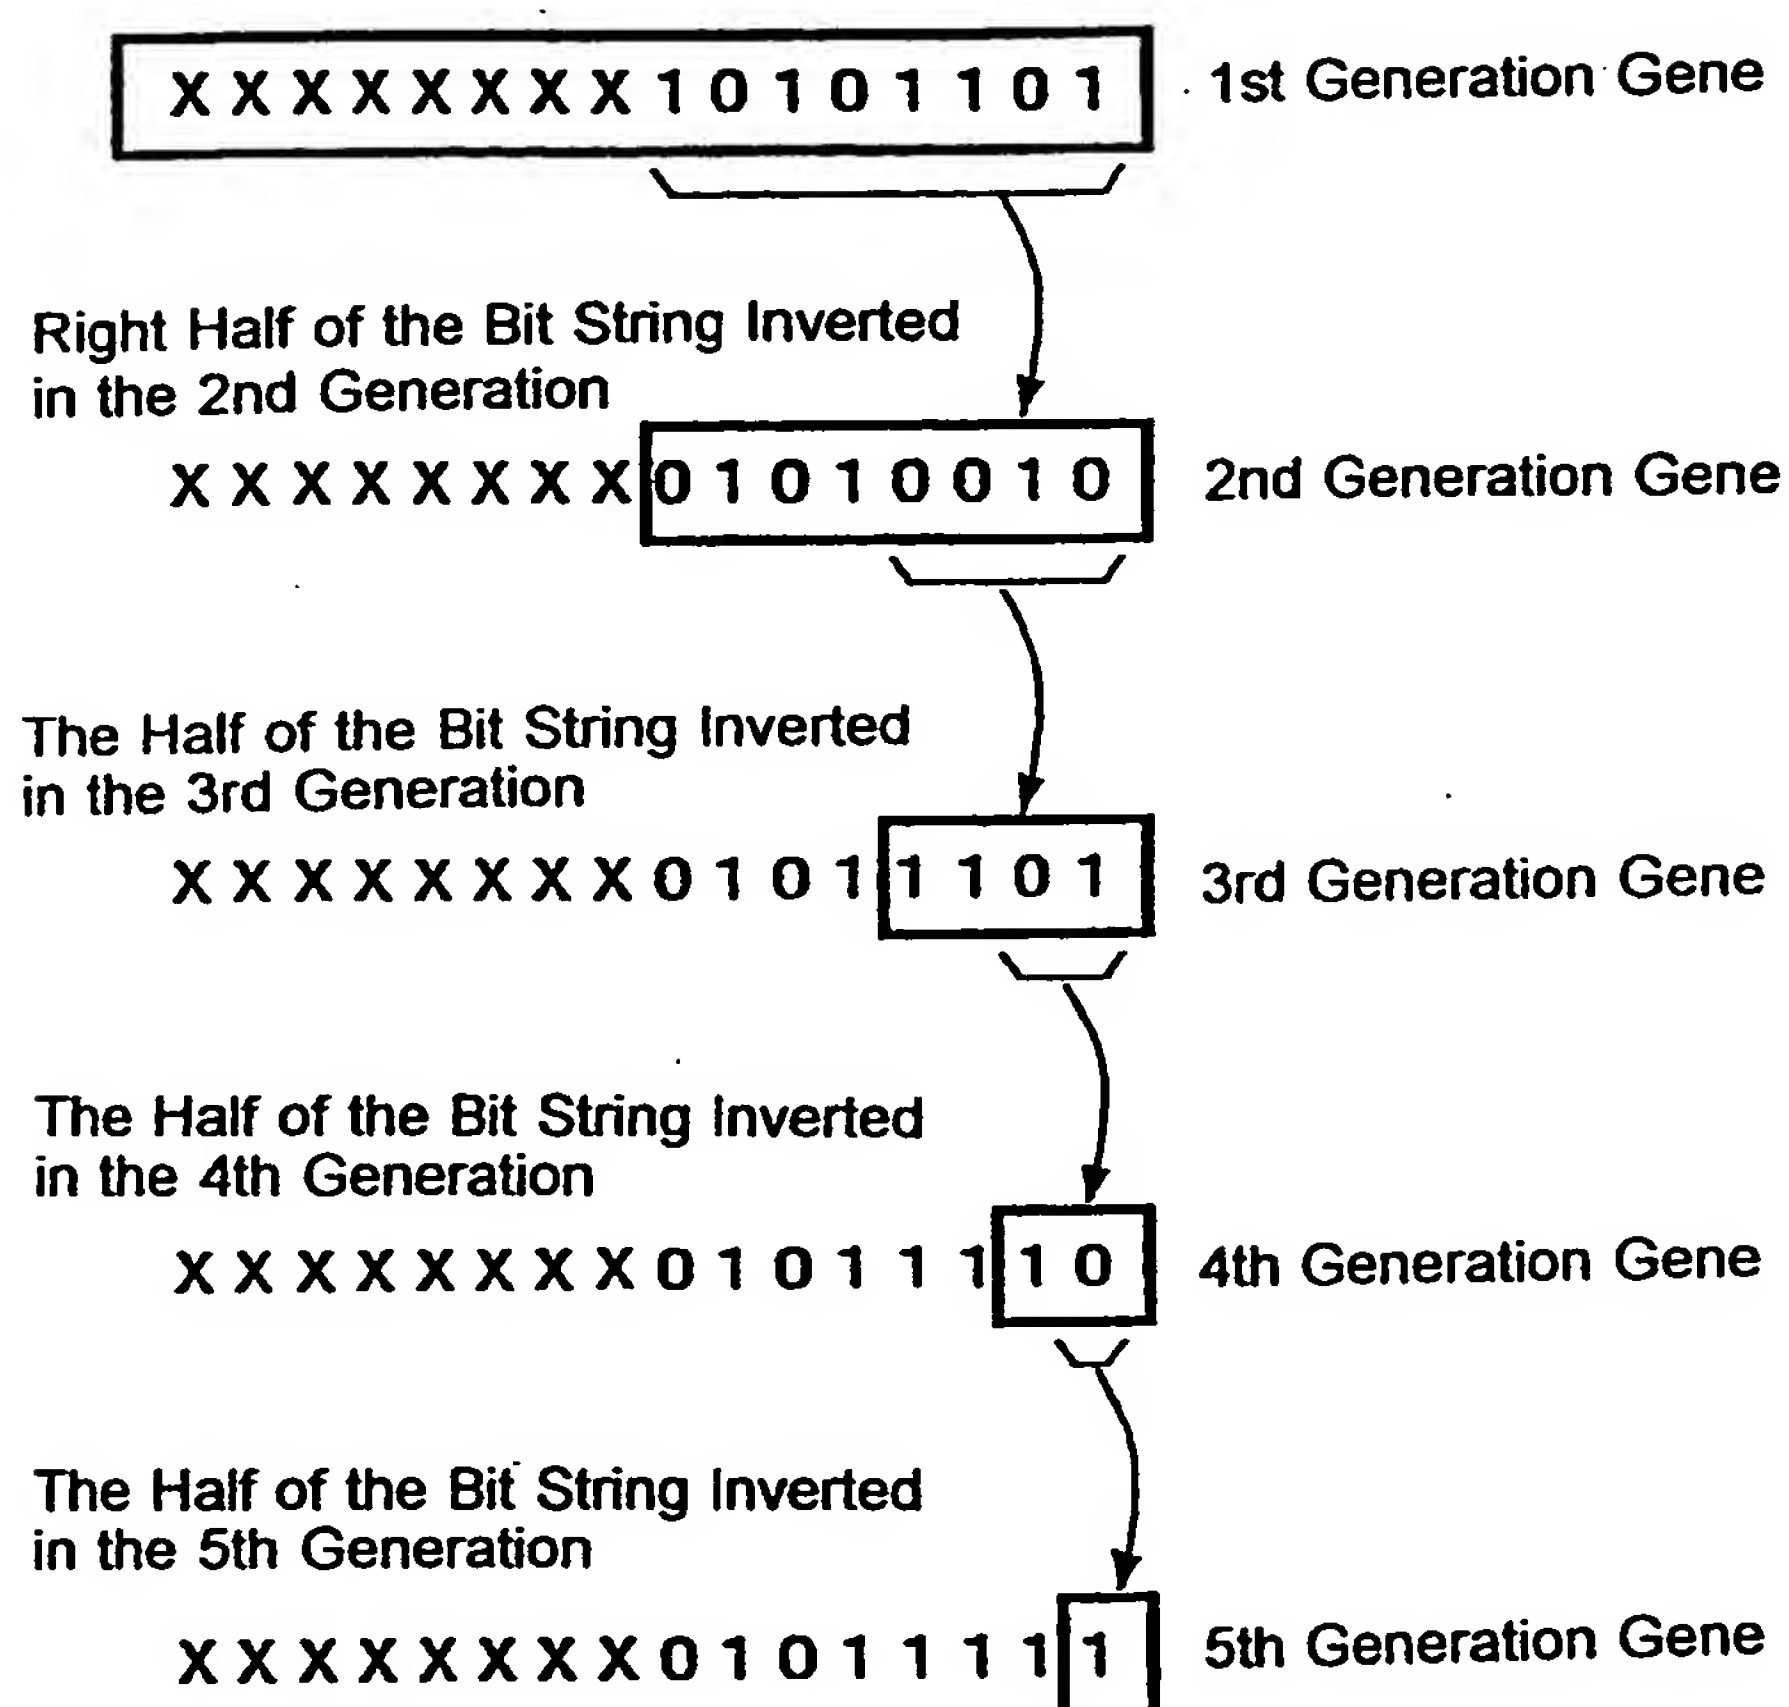 X X X X X X X X 1 0 1 0 1 1 0 1 1st Generation Gene
Right Half of the Bit String Inverted
in the 2nd Generation
X X X X X X X X 0 1 0 1 0 0 1 0 2nd Generation Gene
The Half of the Bit String Inverted
in the 3rd Generation
X X X X X X X X 0 1 0 1 1 1 0 1 3rd Generation Gene
The Half of the Bit String Inverted
in the 4th Generation
X X X X X X X X 0 1 0 1 1 1 1 0 4th Generation Gene
The Half of the Bit String Inverted
in the 5th Generation
X X X X X X X X 0 1 0 1 1 1 1 1 5th Generation Gene